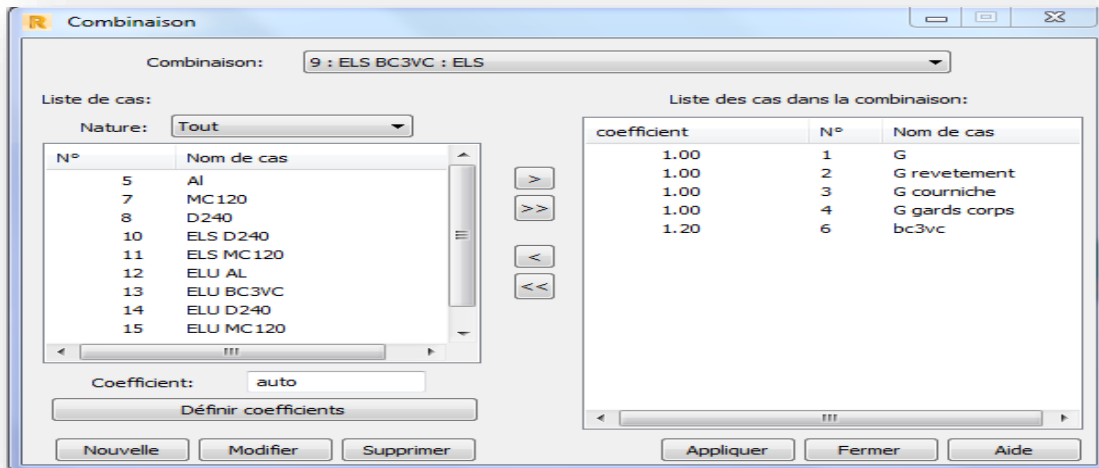 R Combinaison
Combinaison: 9 : ELS BC3VC : ELS
Liste de cas:
Nature: Tout
N° Nom de cas
5 Al
7 MC120
8 D240
10 ELS D240
11 ELS MC120
12 ELU AL
13 ELU BC3VC
14 ELU D240
15 ELU MC120
Coefficient: auto
Définir coefficients
Nouvelle Modifier Supprimer
>
>>
<
<<
Liste des cas dans la combinaison:
coefficient N° Nom de cas
1.00 1 G
1.00 2 G revetement
1.00 3 G courniche
1.00 4 G gards corps
1.20 6 bc3vc
Appliquer Fermer Aide